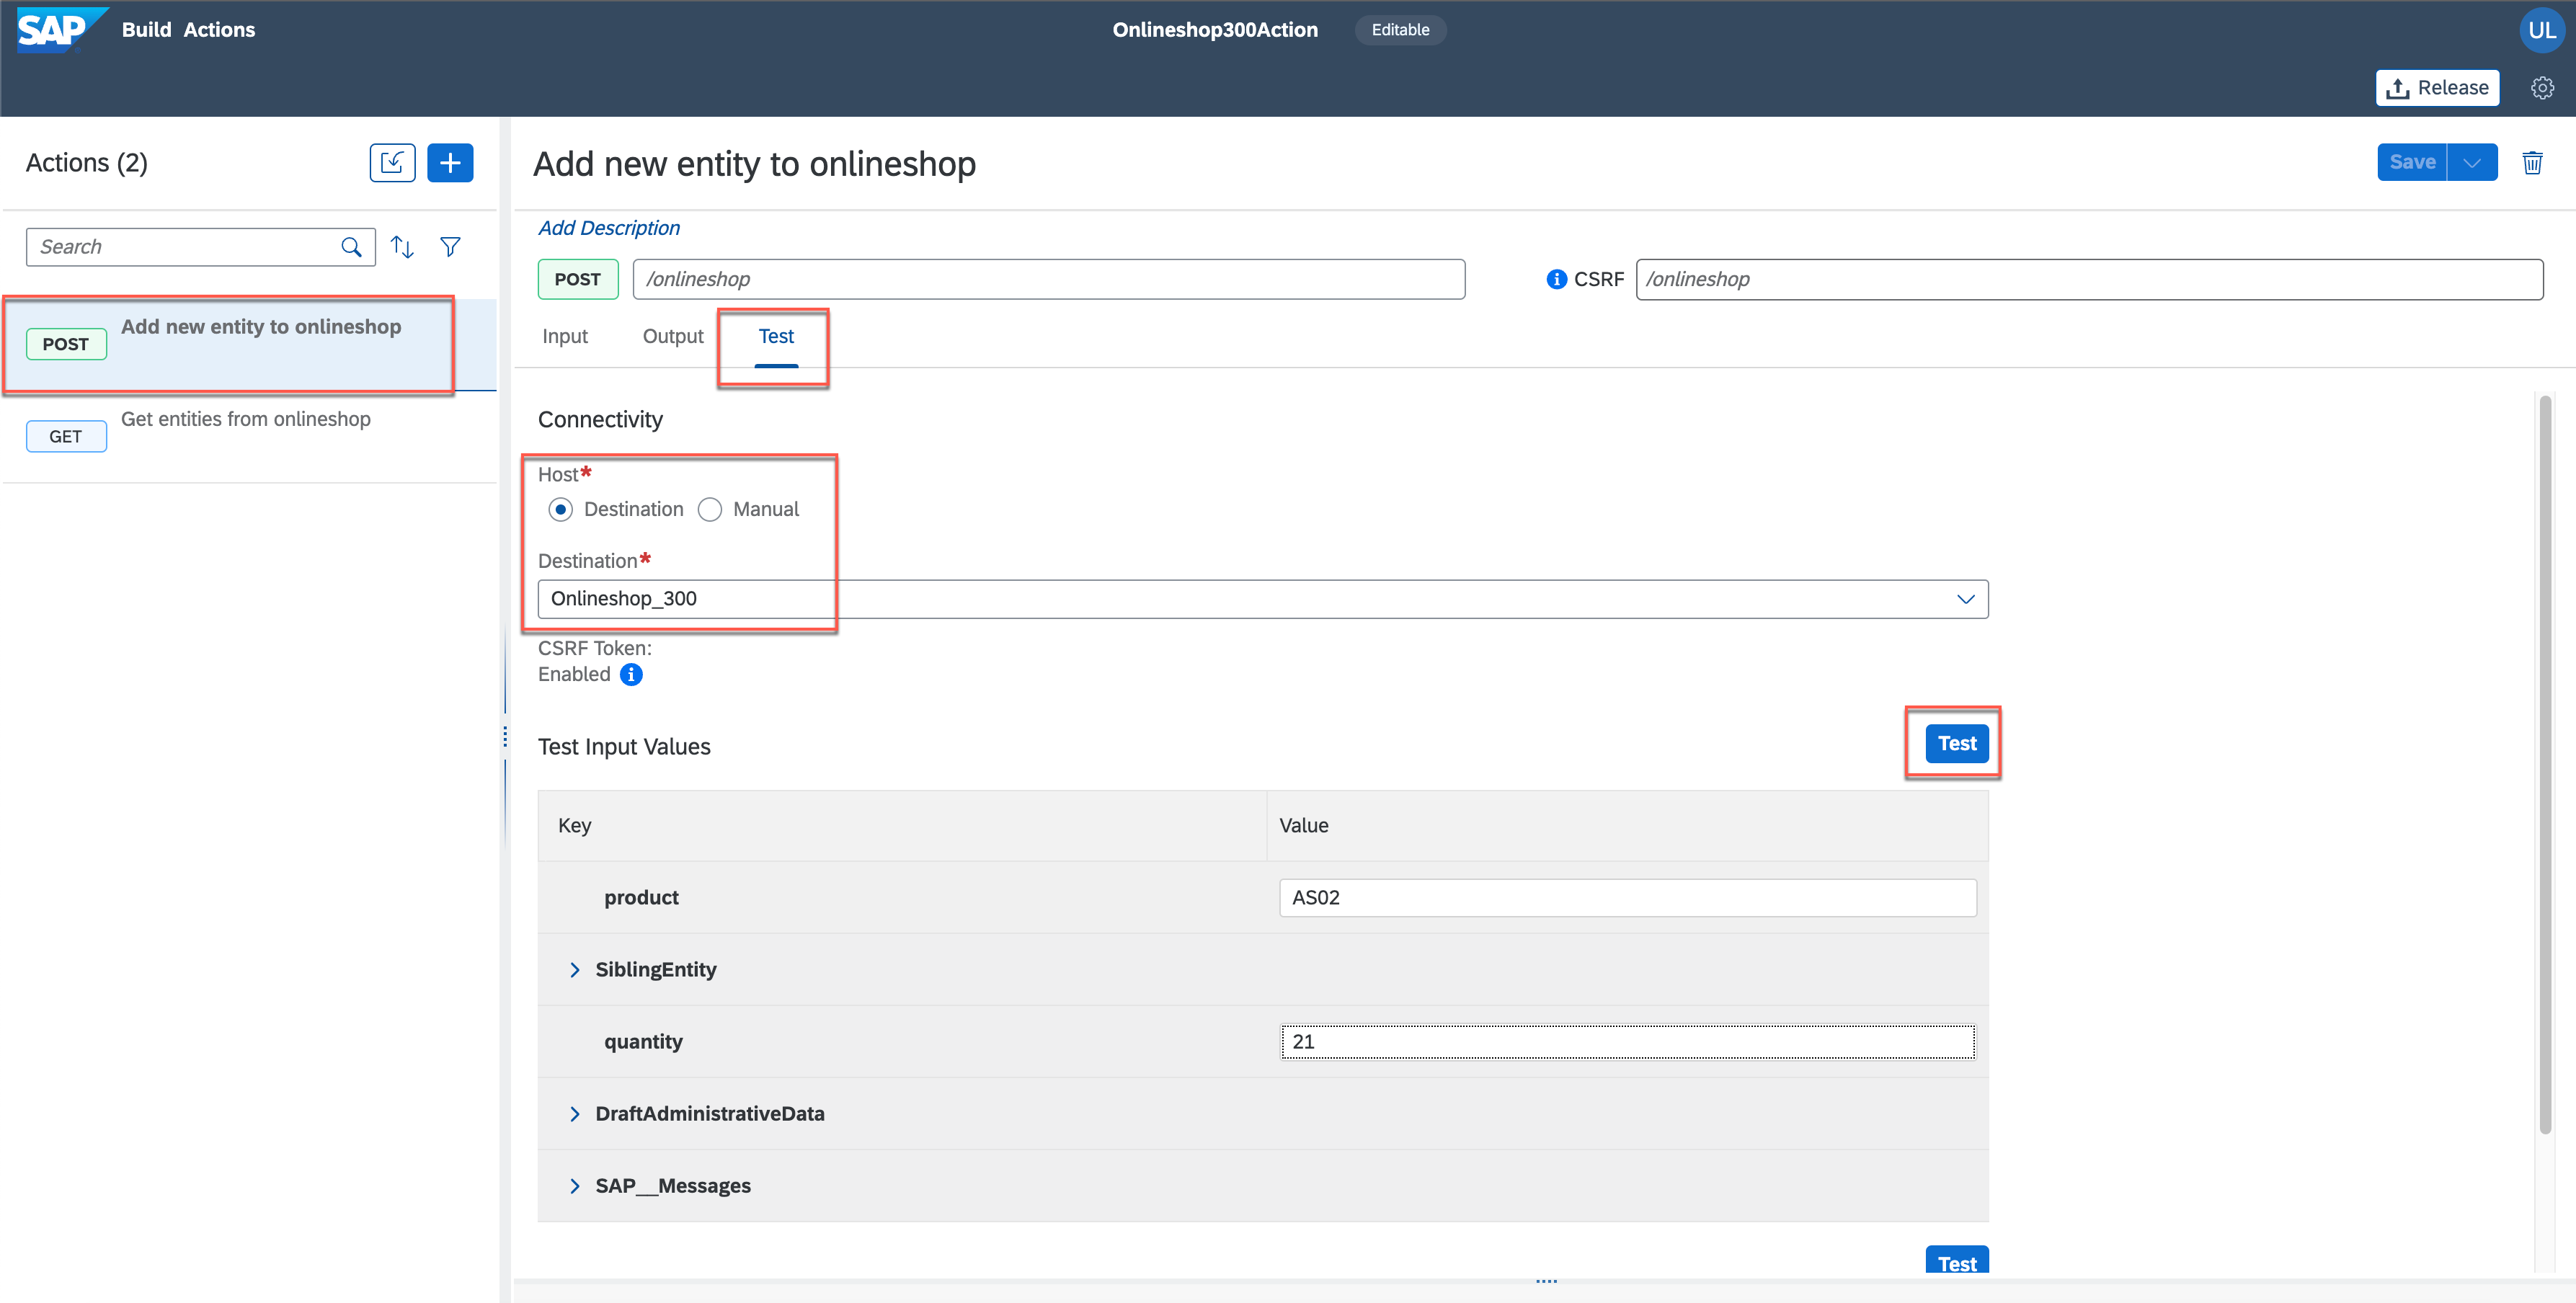 SAP Build Actions
Onlineshop300Action Editable
UL
Release
Actions (2)
Search
POST Add new entity to onlineshop
GET Get entities from onlineshop
Add new entity to onlineshop
Save
Add Description
POST /onlineshop
CSRF /onlineshop
Input Output Test
Connectivity
Host*
Destination Manual
Destination*
Onlineshop_300
CSRF Token:
Enabled
Test Input Values
Test
Key Value
product AS02
SiblingEntity
quantity 21
DraftAdministrativeData
SAP__Messages
Test